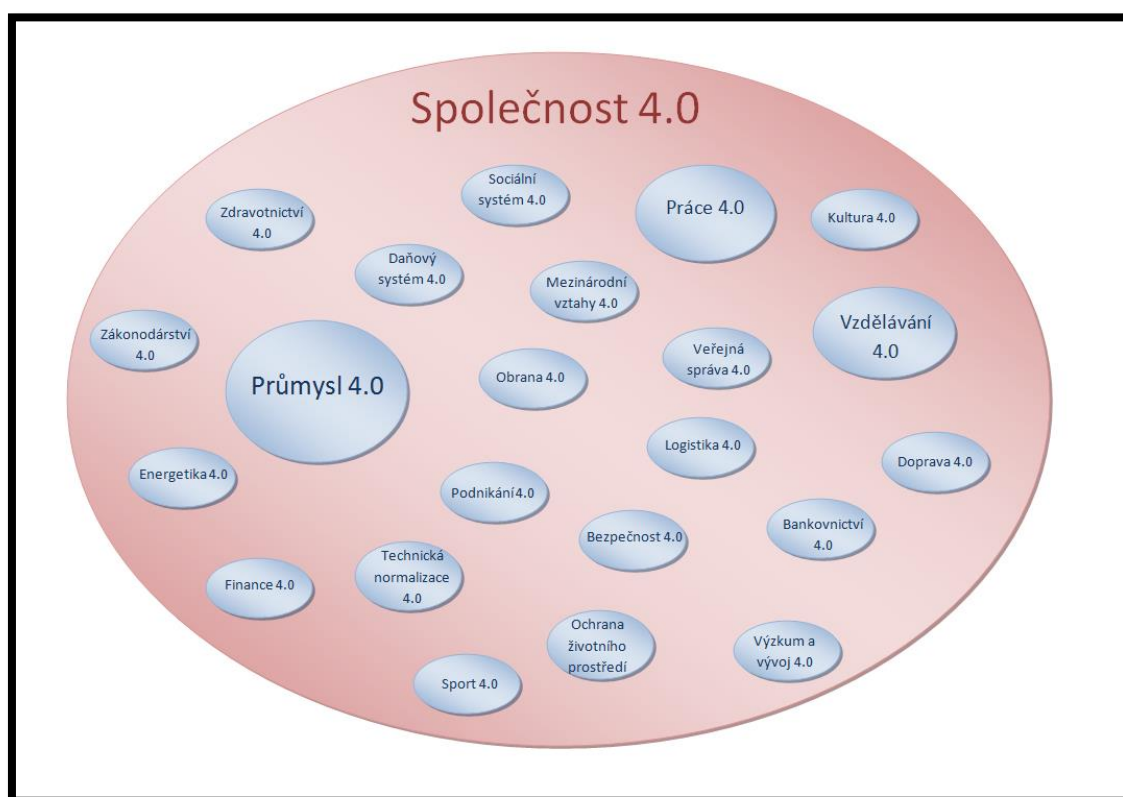 Společnost 4.0
Sociální
systém 4.0
Práce 4.0
Zdravotnictví
4.0
Kultura 4.0
Daňový
systém 4.0
Mezinárodní
vztahy 4.0
Zákonodárství
4.0
Vzdělávání
4.0
Veřejná
správa 4.0
Průmysl 4.0
Obrana 4.0
Logistika 4.0
Doprava 4.0
Energetika 4.0
Podnikání 4.0
Bankovnictví
4.0
Bezpečnost 4.0
Technická
normalizace
4.0
Finance 4.0
Ochrana
životního
prostředí
Výzkum a
vývoj 4.0
Sport 4.0